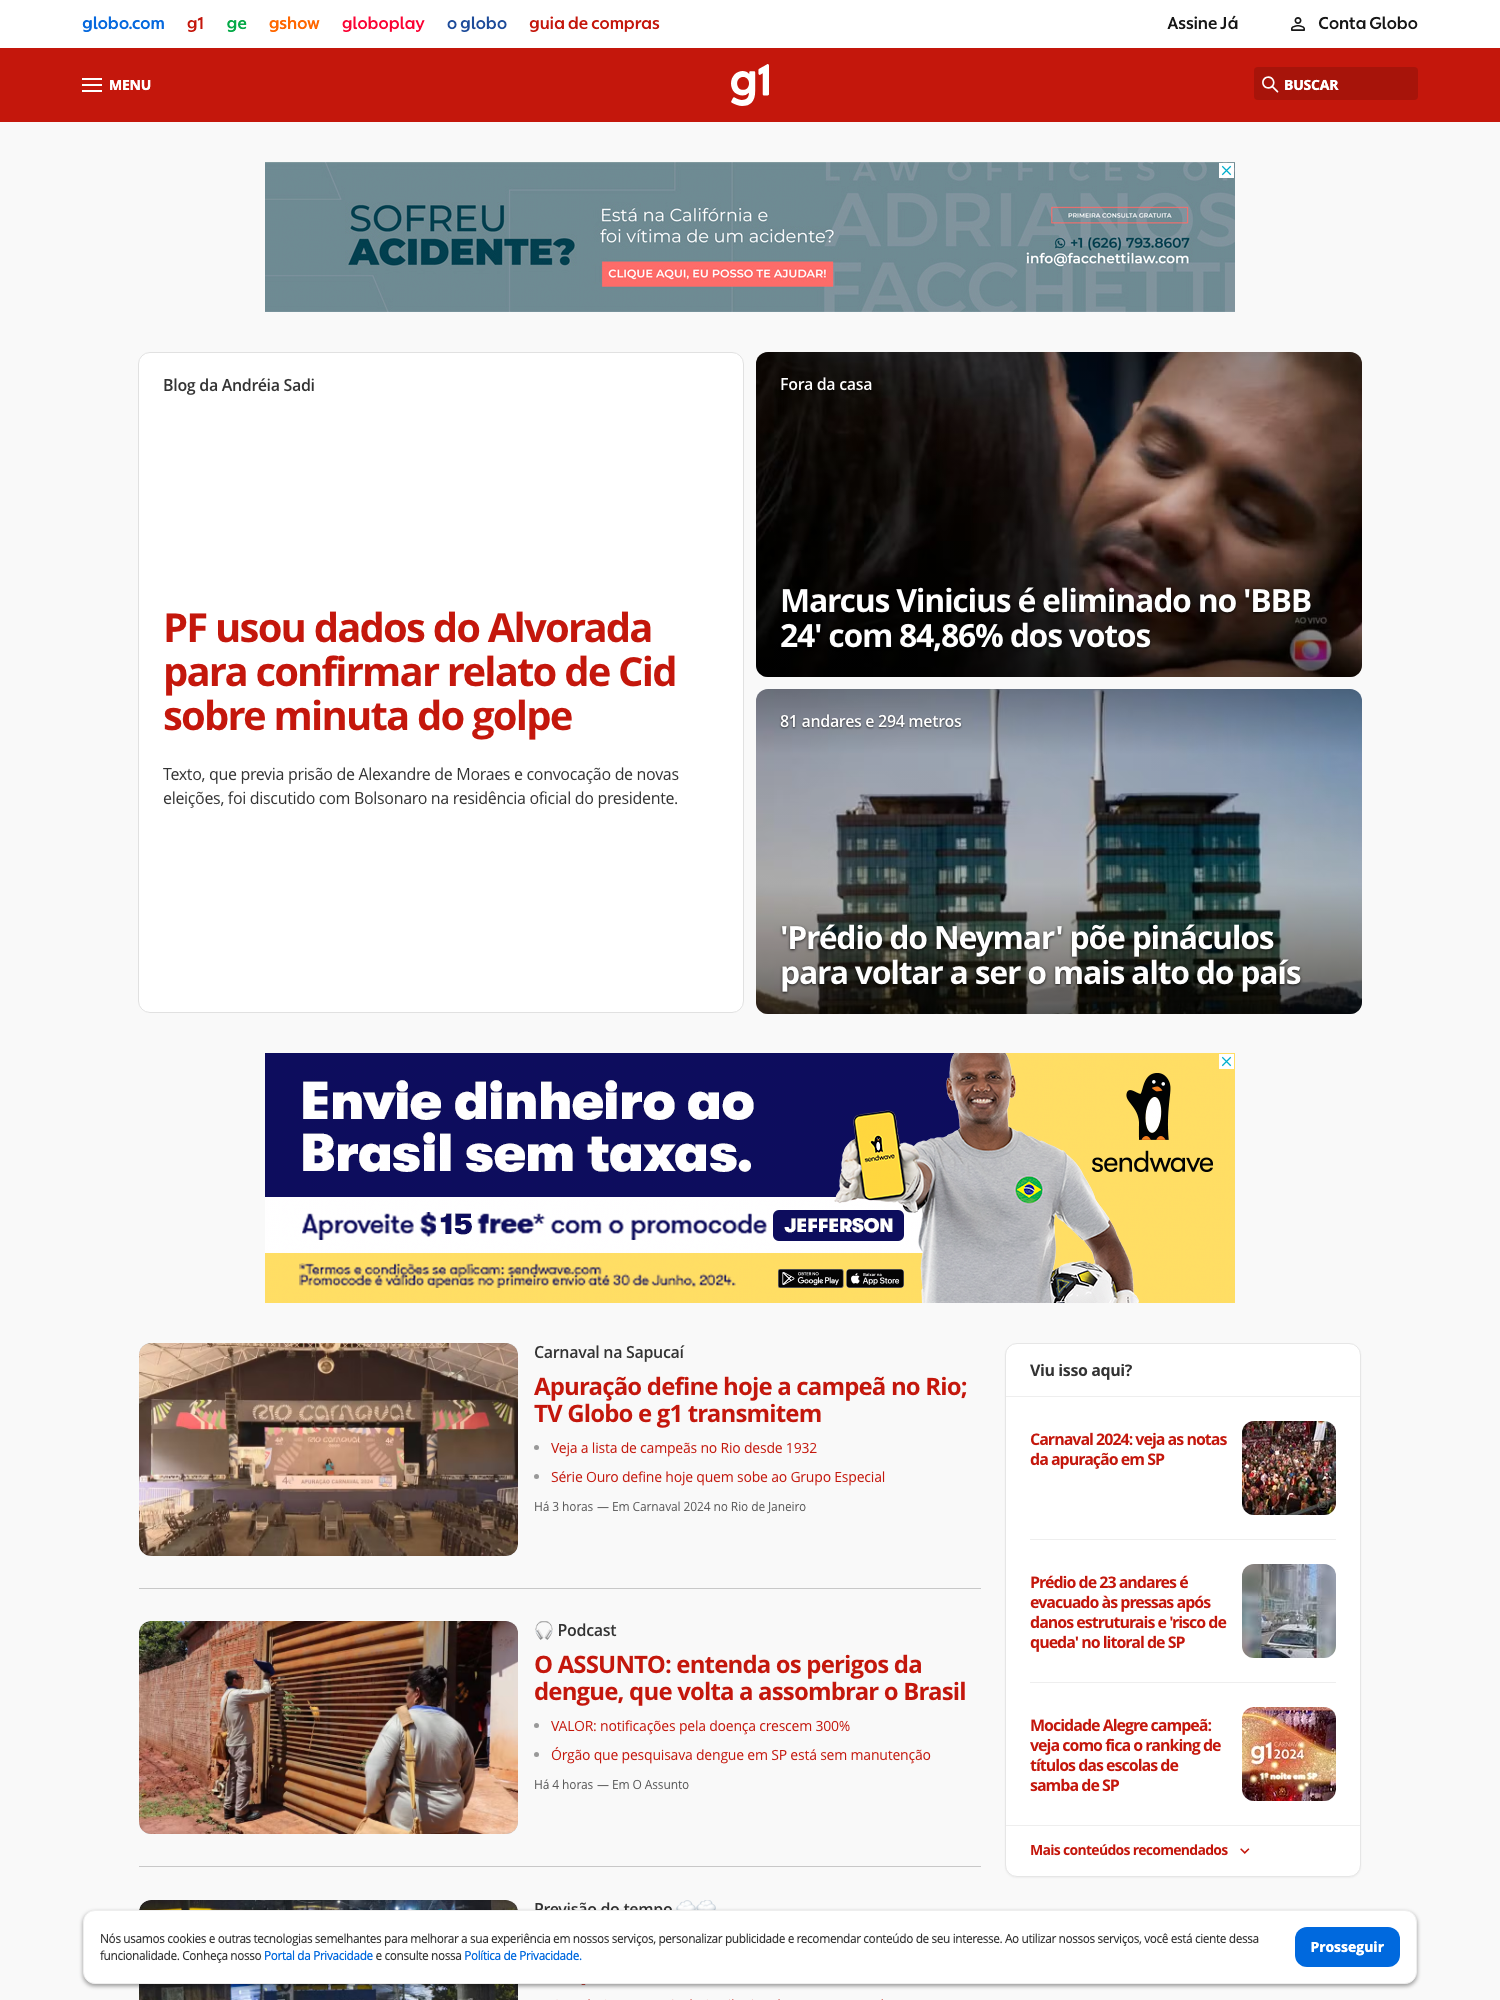 globo.com g1 ge gshow globoplay o globo guia de compras Assine Já Conta Globo
MENU g1 BUSCAR
LAW OFFICES O
ADRIANOS
FACCHETTI
SOFREU
ACIDENTE?
Está na Califórnia e
foi vítima de um acidente?
CLIQUE AQUI, EU POSSO TE AJUDAR!
PRIMEIRA CONSULTA GRATUITA
+1 (626) 793.8607
info@facchettilaw.com
Blog da Andréia Sadi
PF usou dados do Alvorada
para confirmar relato de Cid
sobre minuta do golpe
Texto, que previa prisão de Alexandre de Moraes e convocação de novas
eleições, foi discutido com Bolsonaro na residência oficial do presidente.
Fora da casa
Marcus Vinicius é eliminado no 'BBB
24' com 84,86% dos votos
AO VIVO
81 andares e 294 metros
'Prédio do Neymar' põe pináculos
para voltar a ser o mais alto do país
Envie dinheiro ao
Brasil sem taxas.
Aproveite $15 free* com o promocode JEFFERSON
*Termos e condições se aplicam: sendwave.com
Promocode é válido apenas no primeiro envio até 30 de Junho, 2024.
Google Play
App Store
sendwave
sendwave
RIO CARNAVAL
APURAÇÃO CARNAVAL 2024
Carnaval na Sapucaí
Apuração define hoje a campeã no Rio;
TV Globo e g1 transmitem
Veja a lista de campeãs no Rio desde 1932
Série Ouro define hoje quem sobe ao Grupo Especial
Há 3 horas — Em Carnaval 2024 no Rio de Janeiro
Podcast
O ASSUNTO: entenda os perigos da
dengue, que volta a assombrar o Brasil
VALOR: notificações pela doença crescem 300%
Órgão que pesquisava dengue em SP está sem manutenção
Há 4 horas — Em O Assunto
Previsão do tempo
Viu isso aqui?
Carnaval 2024: veja as notas
da apuração em SP
Prédio de 23 andares é
evacuado às pressas após
danos estruturais e 'risco de
queda' no litoral de SP
Mocidade Alegre campeã:
veja como fica o ranking de
títulos das escolas de
samba de SP
g1 CARNAVAL 2024
1ª noite em SP
Mais conteúdos recomendados
Nós usamos cookies e outras tecnologias semelhantes para melhorar a sua experiência em nossos serviços, personalizar publicidade e recomendar conteúdo de seu interesse. Ao utilizar nossos serviços, você está ciente dessa
funcionalidade. Conheça nosso Portal da Privacidade e consulte nossa Política de Privacidade.
Prosseguir